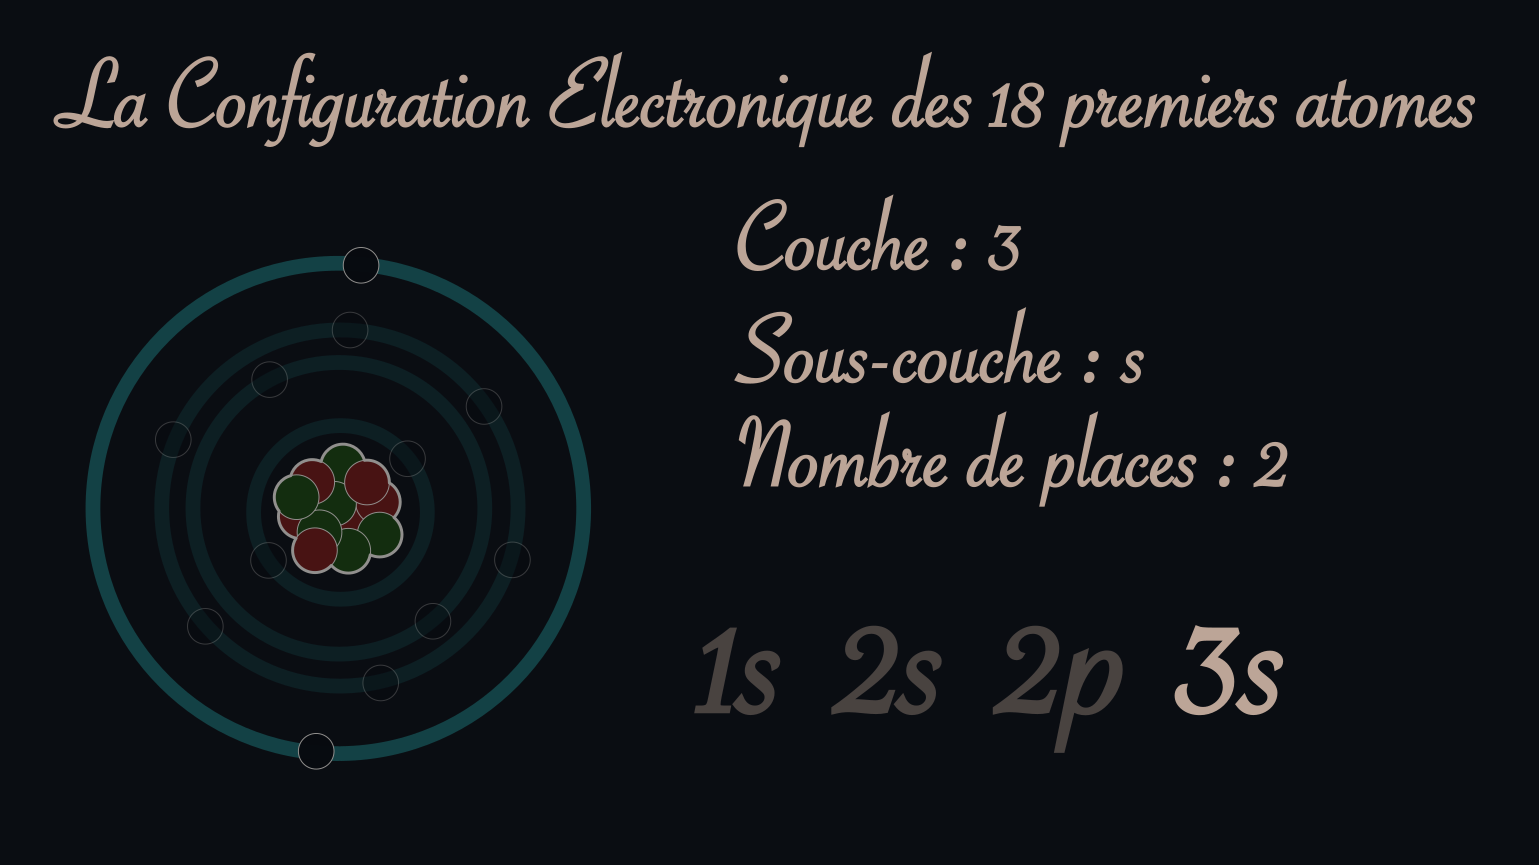 La Configuration Electronique des 18 premiers atomes
Couche : 3
Sous-couche : s
Nombre de places : 2
1s 2s 2p 3s